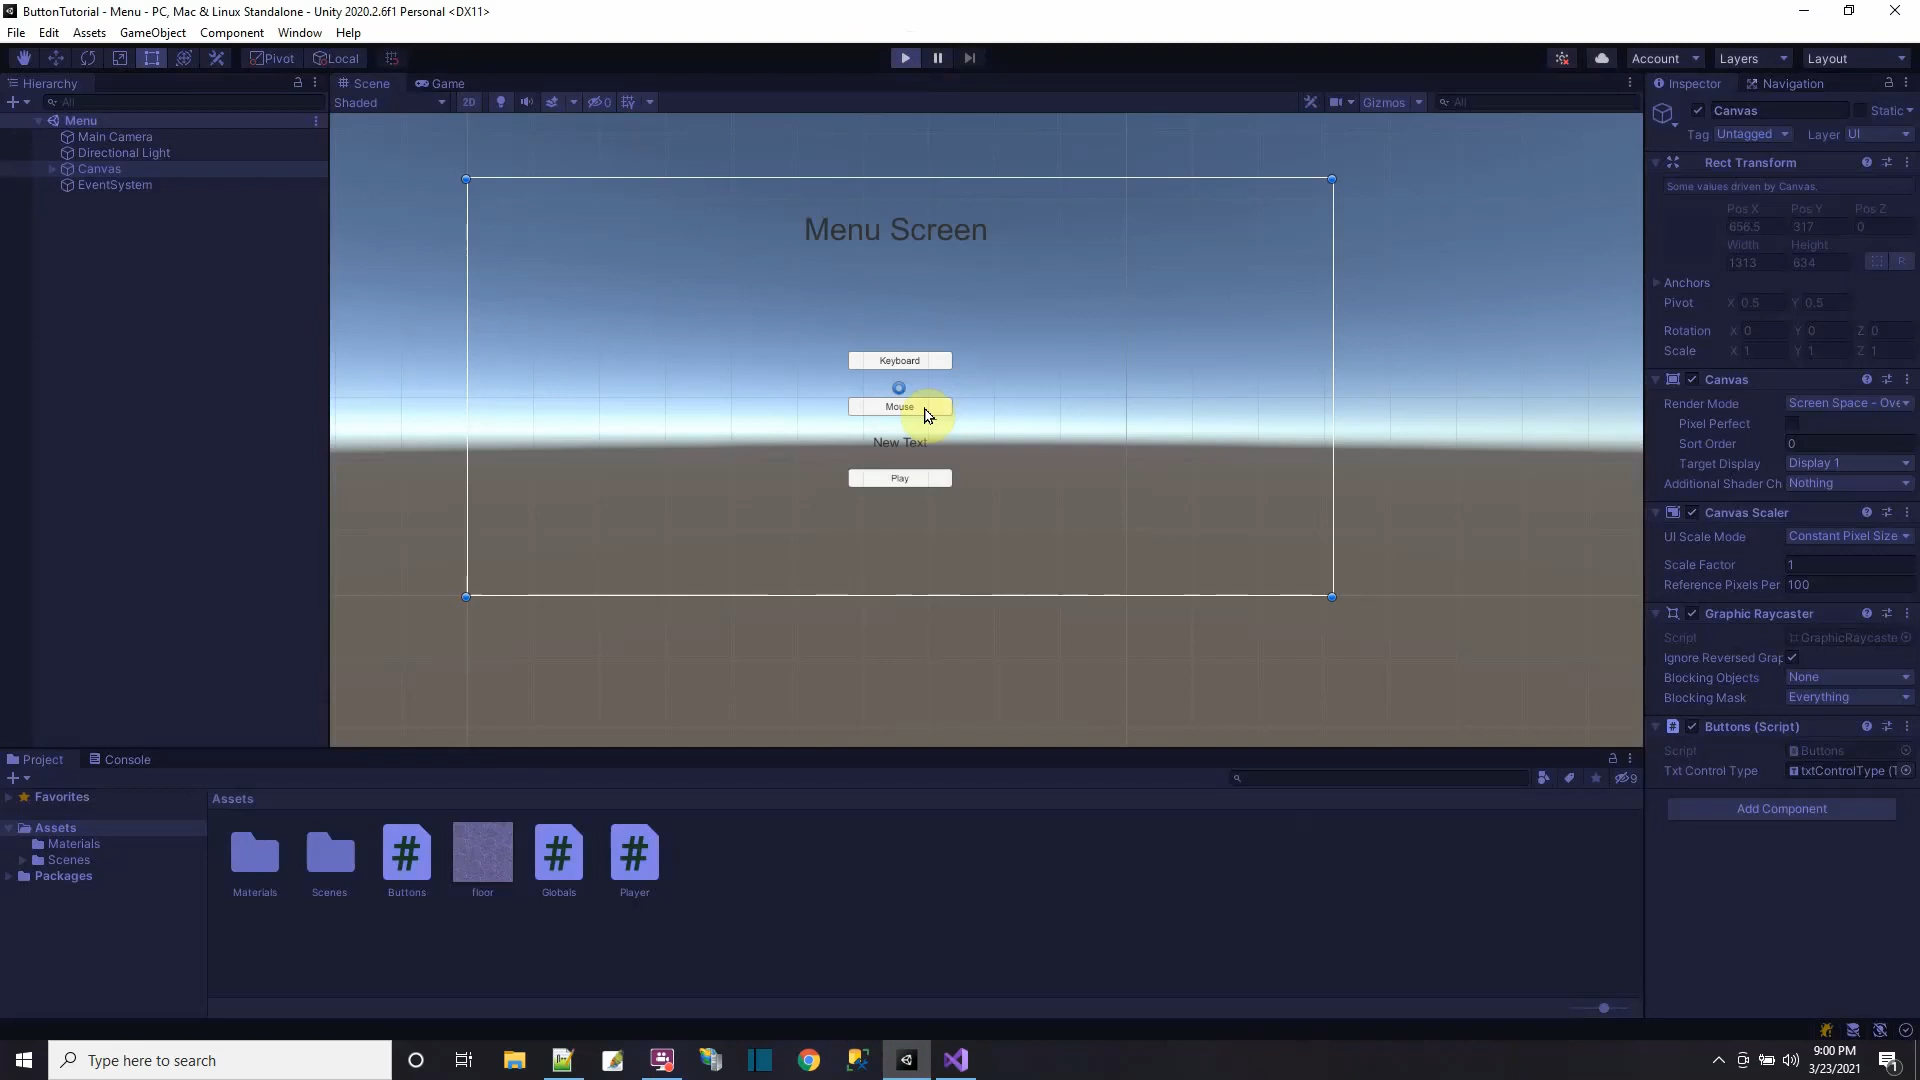 ButtonTutorial - Menu - PC, Mac & Linux Standalone - Unity 2020.2.6f1 Personal <DX11>
File Edit Assets GameObject Component Window Help
Pivot Local Account Layers Layout
Hierarchy
All
Menu
Main Camera
Directional Light
Canvas
EventSystem
Scene Game
Shaded 2D 0 Gizmos All
Menu Screen
Keyboard
Mouse
New Text
Play
Inspector Navigation
Canvas Static
Tag Untagged Layer UI
Rect Transform
Some values driven by Canvas.
Pos X Pos Y Pos Z
656.5 317 0
Width Height
1313 634 R
Anchors
Pivot X 0.5 Y 0.5
Rotation X 0 Y 0 Z 0
Scale X 1 Y 1 Z 1
Canvas
Render Mode Screen Space - Ove
Pixel Perfect
Sort Order 0
Target Display Display 1
Additional Shader Ch Nothing
Canvas Scaler
UI Scale Mode Constant Pixel Size
Scale Factor 1
Reference Pixels Per 100
Graphic Raycaster
Script GraphicRaycaste
Ignore Reversed Grap
Blocking Objects None
Blocking Mask Everything
Buttons (Script)
Script Buttons
Txt Control Type txtControlType (T
Add Component
Project Console
9
Favorites
Assets
Materials
Scenes
Packages
Assets
Materials Scenes Buttons floor Globals Player
Type here to search
9:00 PM
3/23/2021
1